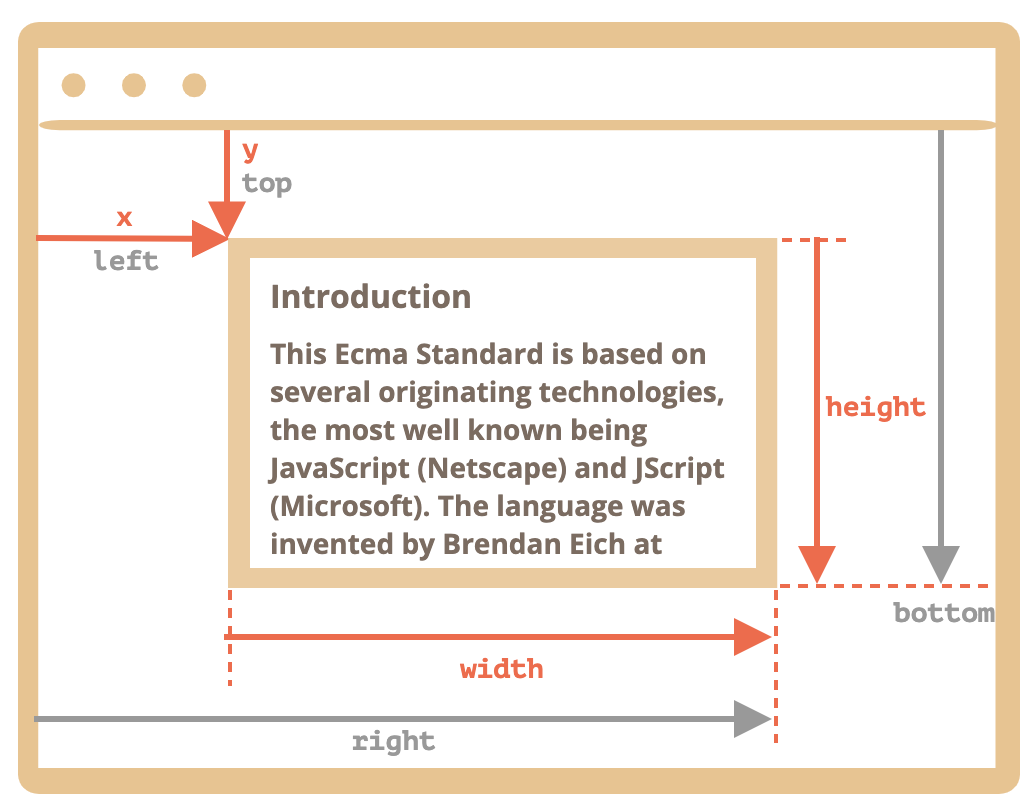 y
top
x
left
Introduction
This Ecma Standard is based on
several originating technologies,
the most well known being
JavaScript (Netscape) and JScript
(Microsoft). The language was
invented by Brendan Eich at
height
bottom
width
right